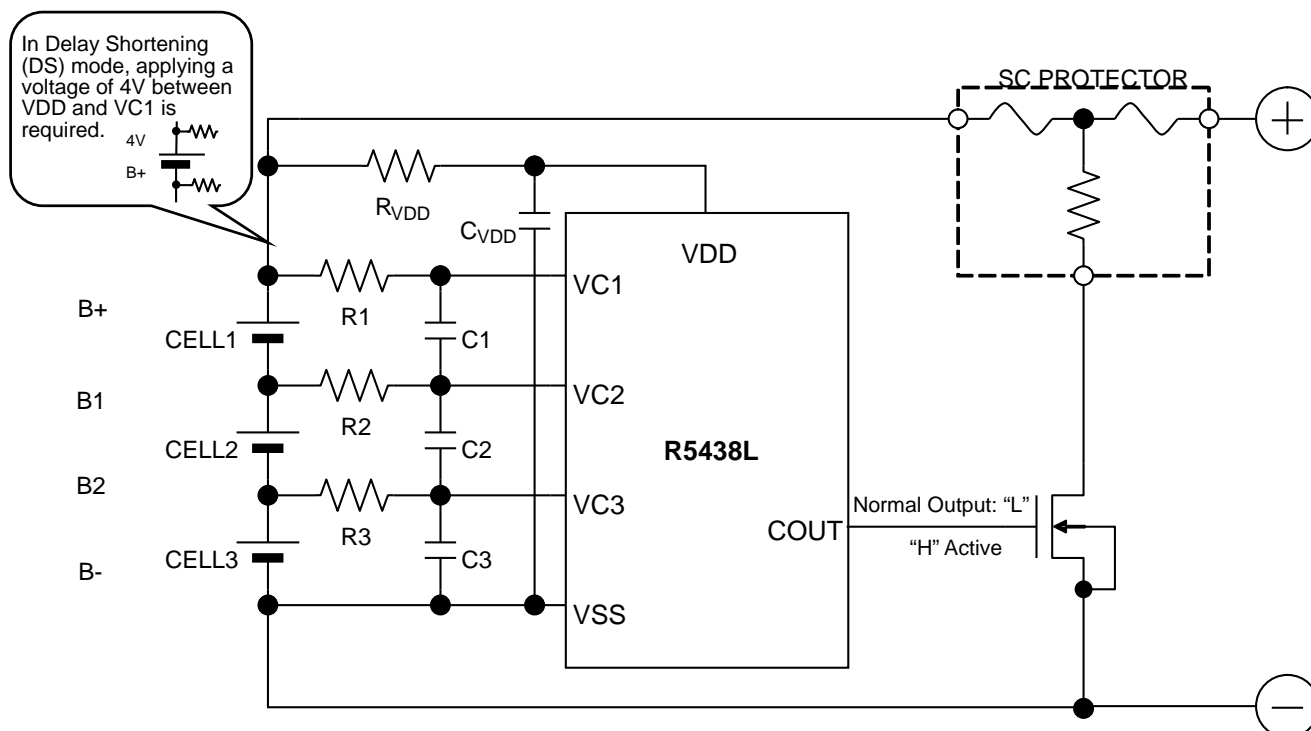 In Delay Shortening
(DS) mode, applying a
voltage of 4V between
VDD and VC1 is
required.
4V
B+
SC PROTECTOR
+
RVDD
CVDD
VDD
B+
R1
VC1
CELL1
C1
B1
R2
VC2
CELL2
C2
R5438L
B2
R3
VC3
Normal Output: “L”
COUT
“H” Active
B-
CELL3
C3
VSS
−